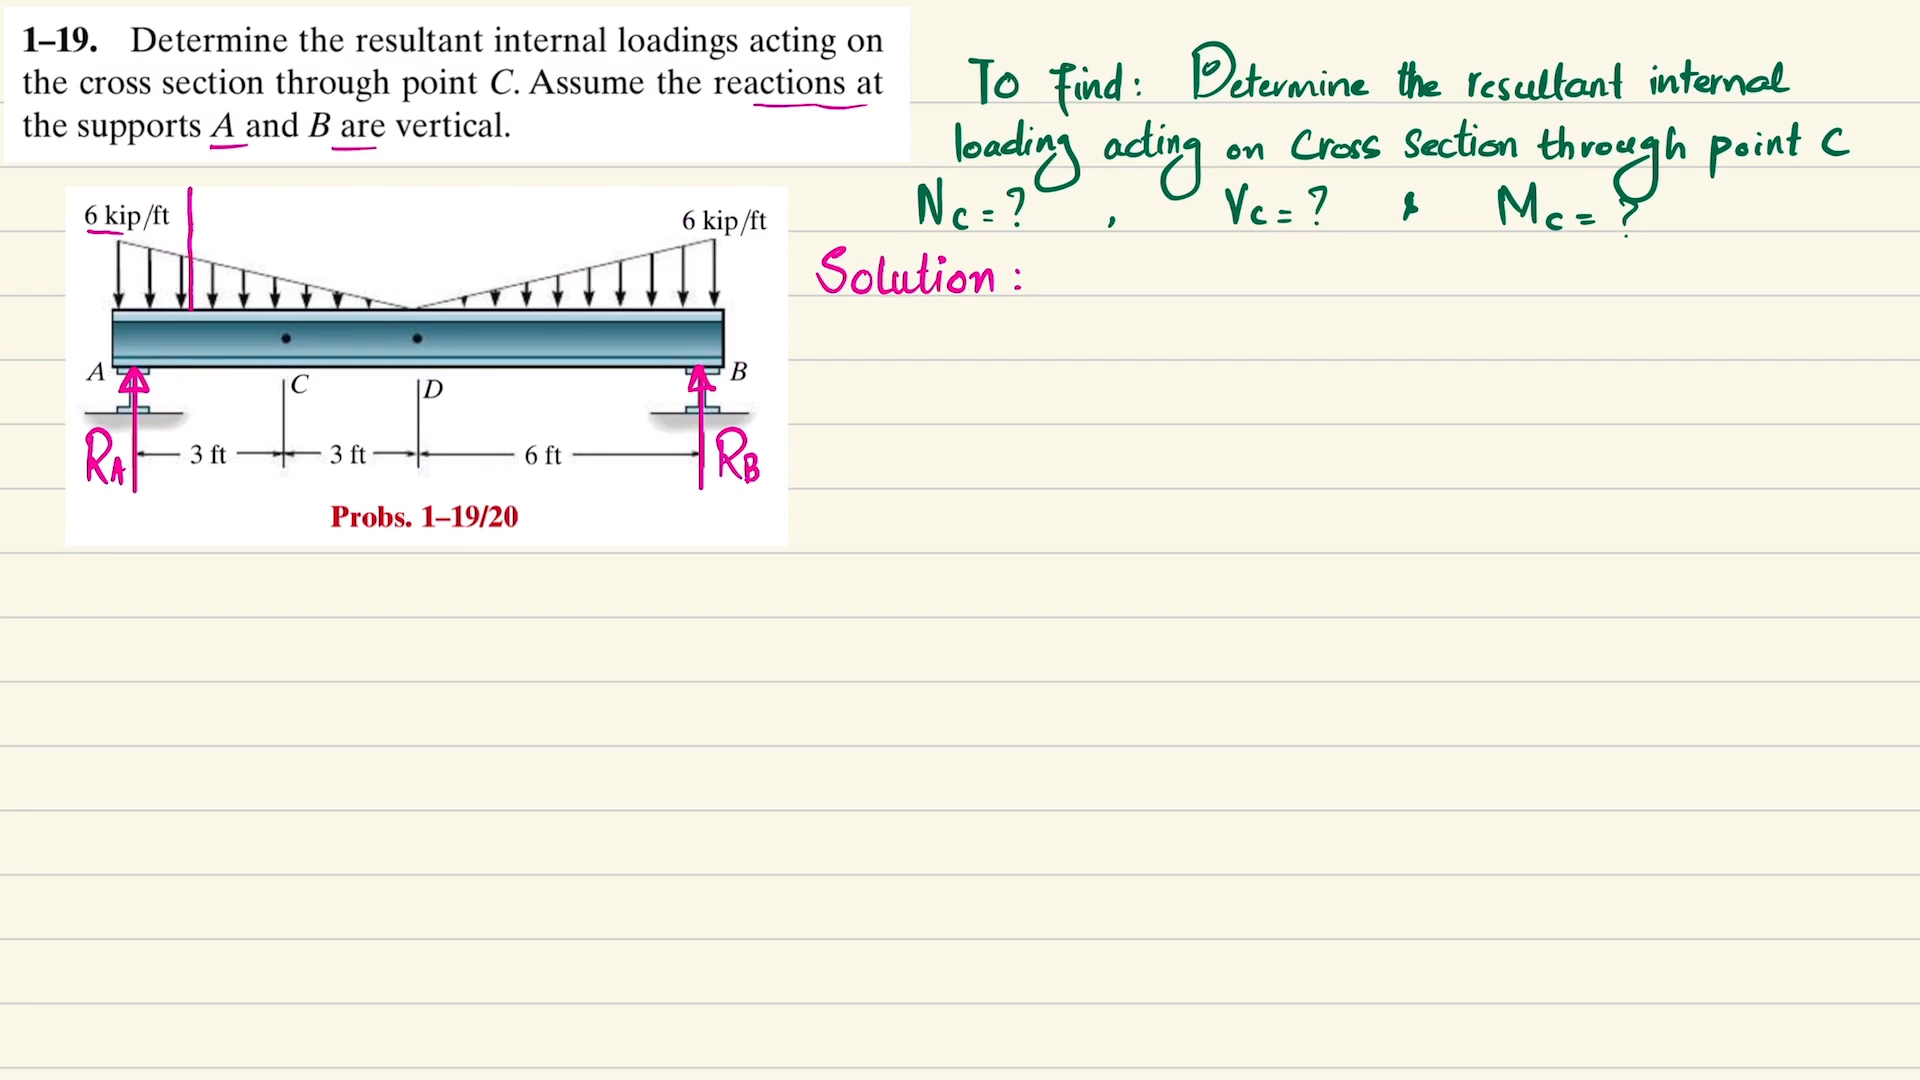 1–19. Determine the resultant internal loadings acting on
the cross section through point C. Assume the reactions at
the supports A and B are vertical.
To Find: Determine the resultant internal
loading acting on Cross Section through point C
Nc = ? , Vc = ? & Mc = ?
Solution :
6 kip/ft
6 kip/ft
A
B
C
D
RA
3 ft
3 ft
6 ft
RB
Probs. 1–19/20